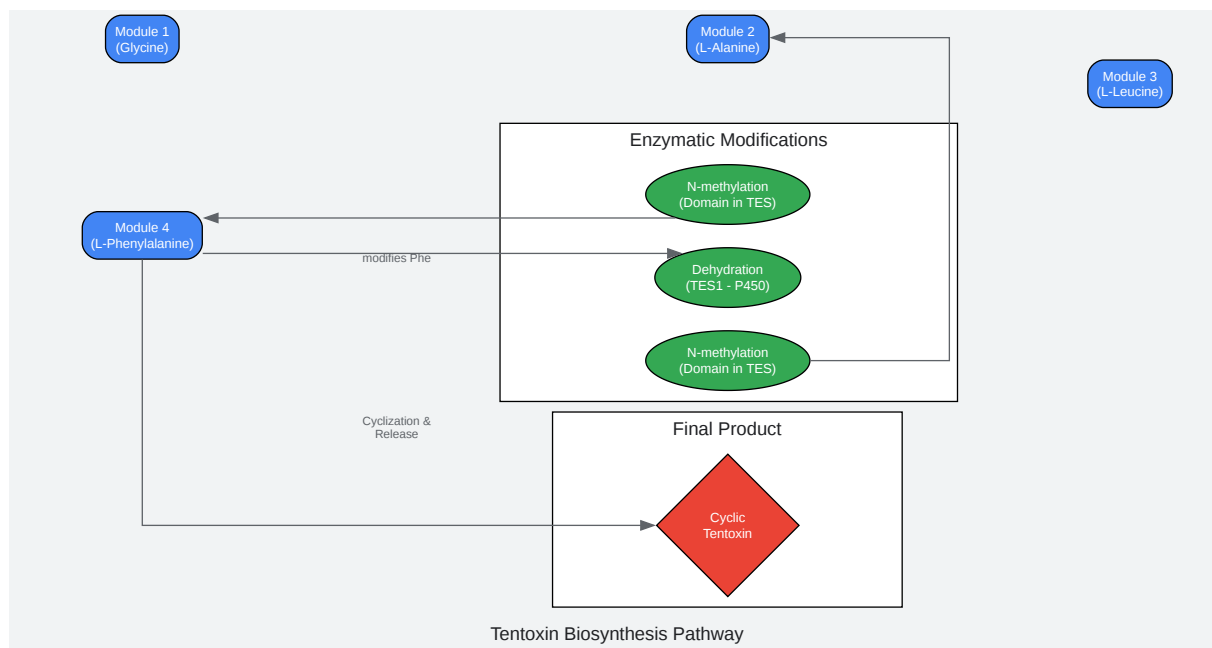 Module 1
(Glycine)
Module 2
(L-Alanine)
Module 3
(L-Leucine)
Enzymatic Modifications
N-methylation
(Domain in TES)
Module 4
(L-Phenylalanine)
modifies Phe
Dehydration
(TES1 - P450)
N-methylation
(Domain in TES)
Cyclization &
Release
Final Product
Cyclic
Tentoxin
Tentoxin Biosynthesis Pathway